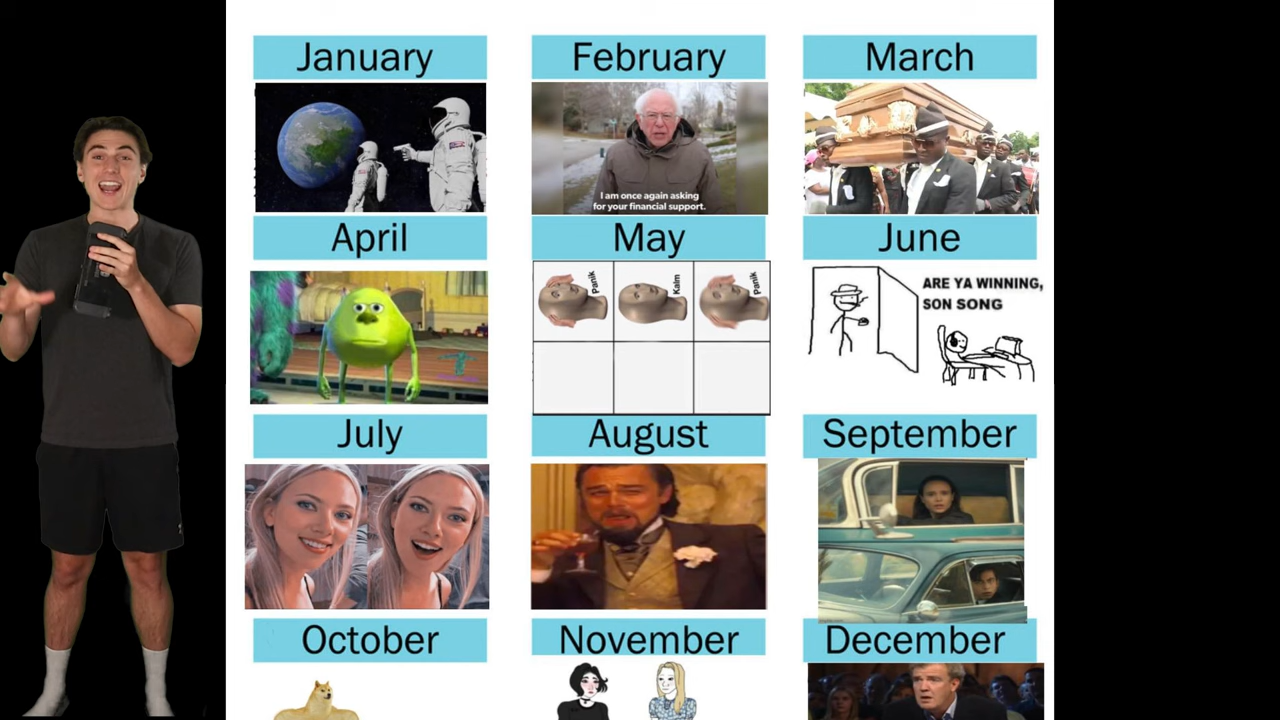 January
February
March
I am once again asking
for your financial support.
April
May
June
Panik
Kalm
Panik
ARE YA WINNING,
SON SONG
July
August
September
October
November
December